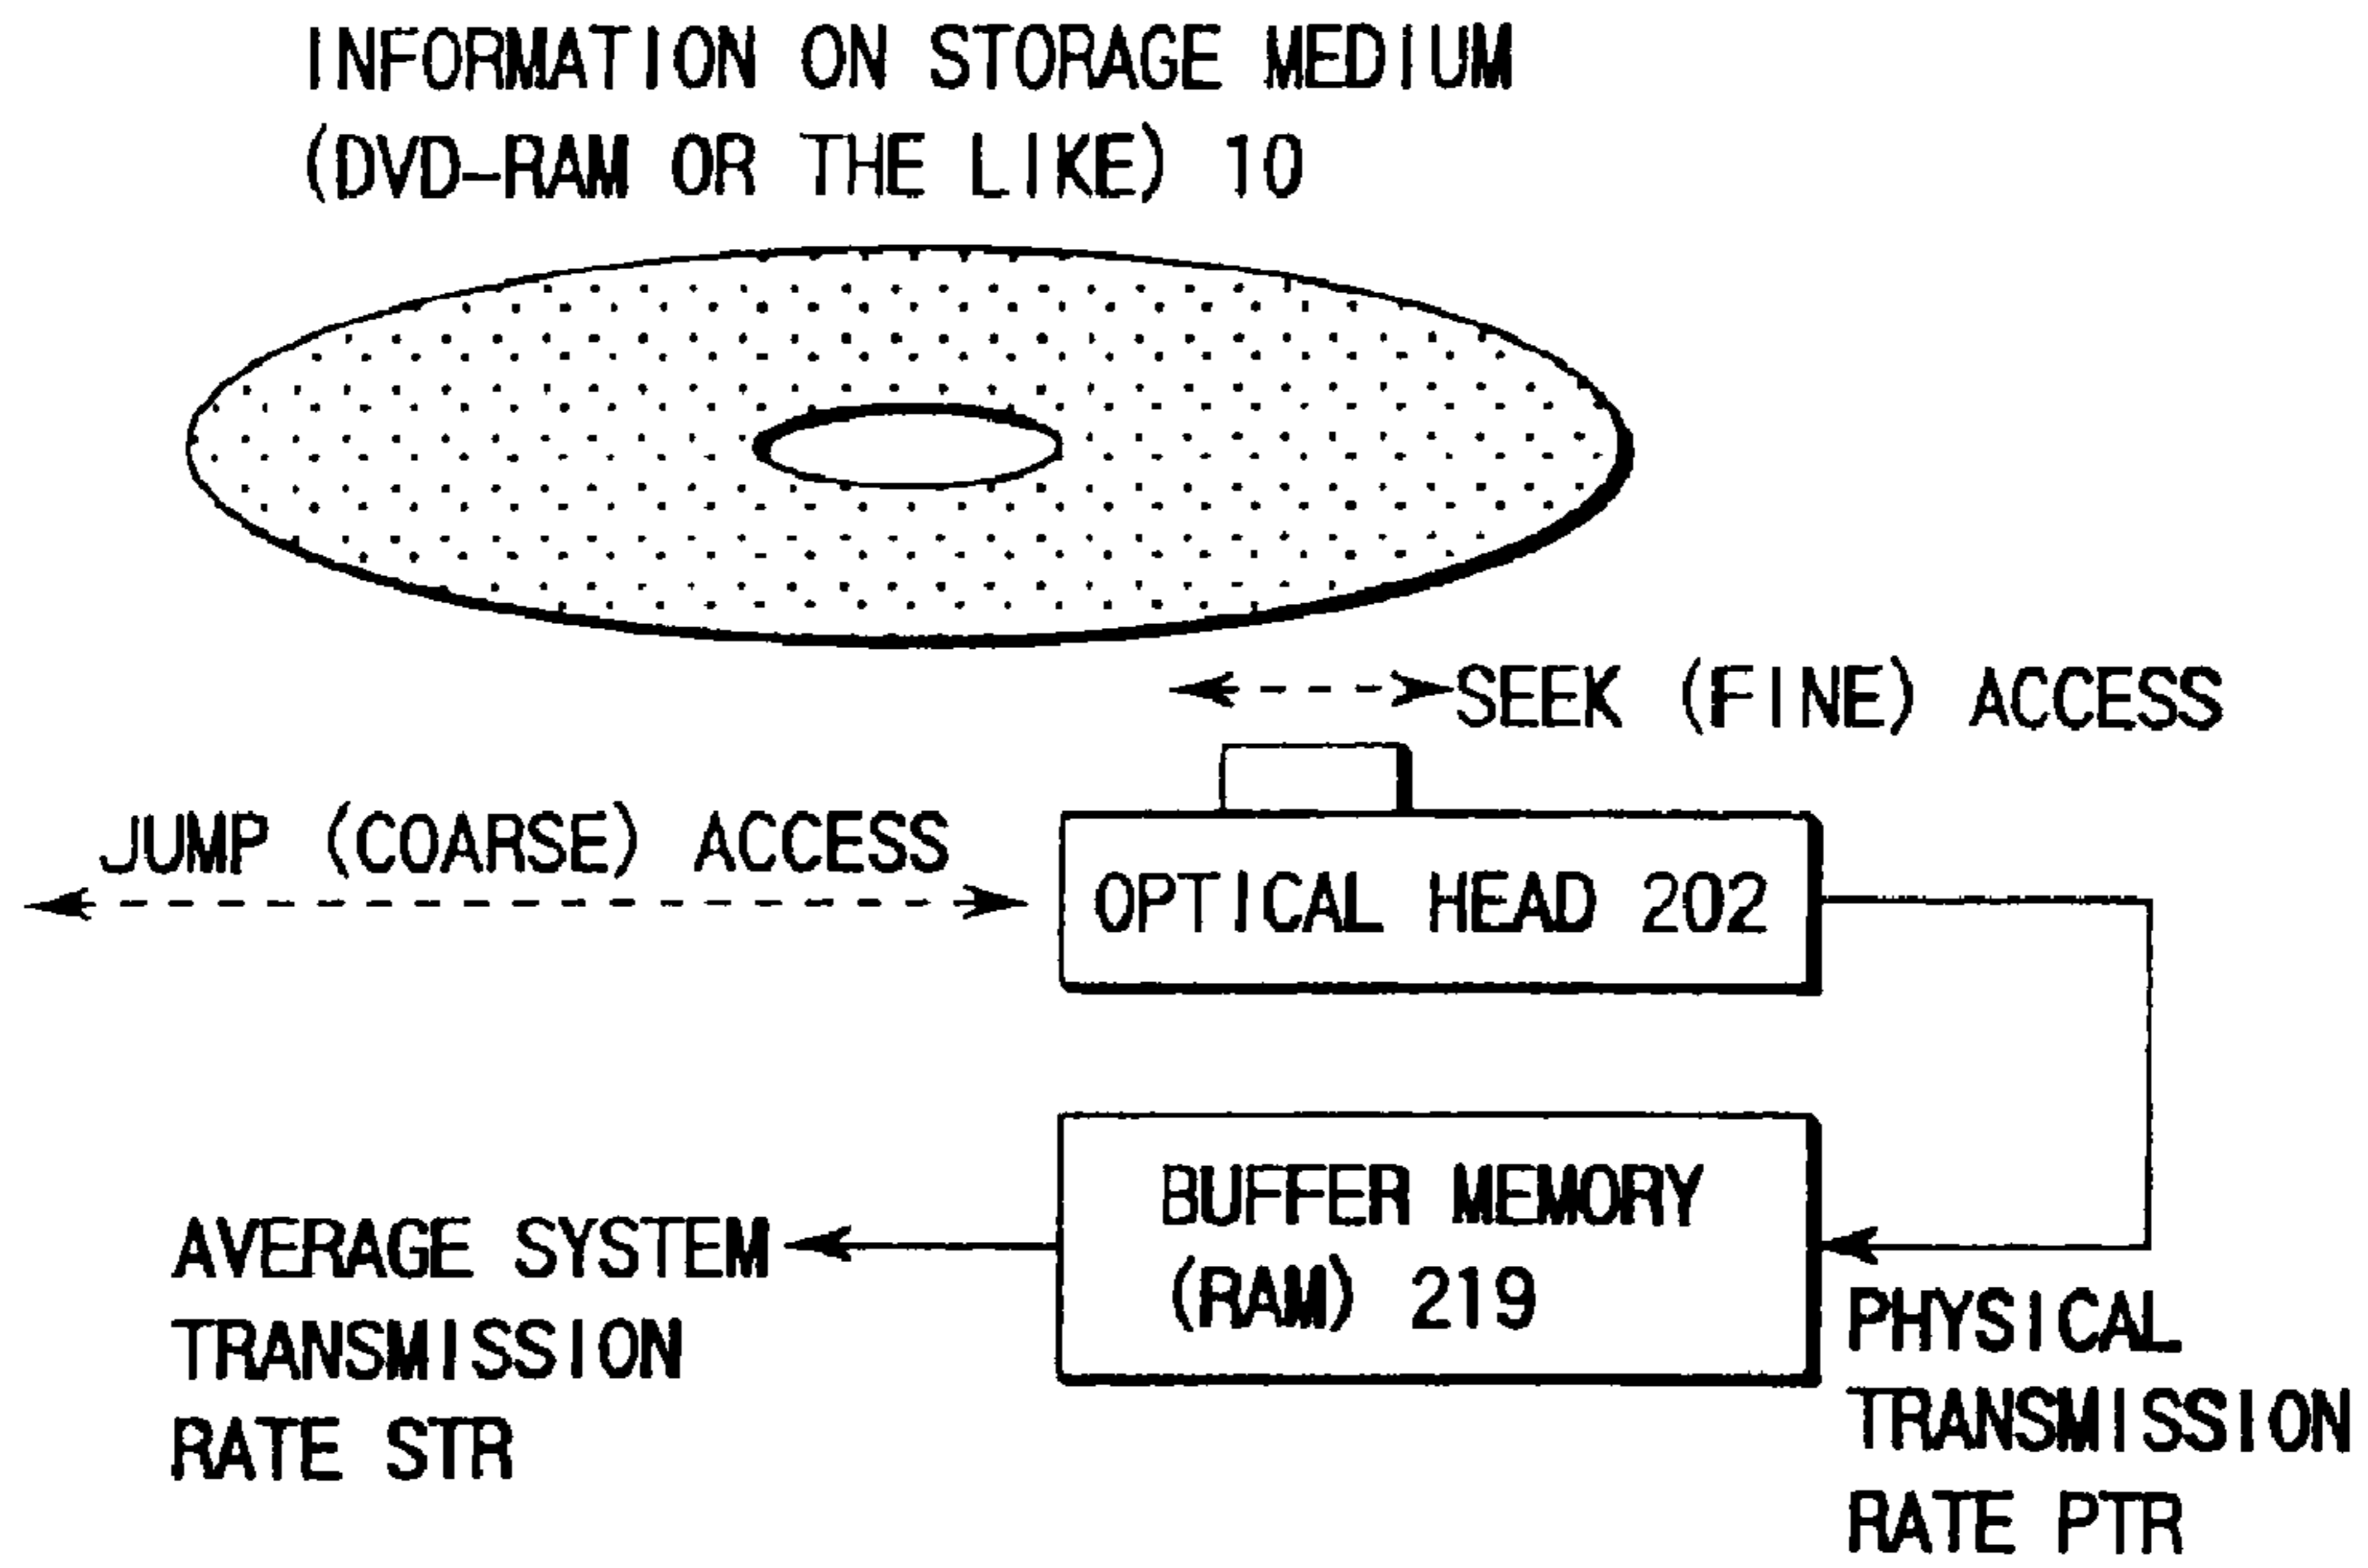 INFORMATION ON STORAGE MEDIUM
(DVD-RAM OR THE LIKE) 10
SEEK (FINE) ACCESS
JUMP (COARSE) ACCESS
OPTICAL HEAD 202
BUFFER MEMORY
(RAM) 219
AVERAGE SYSTEM
TRANSMISSION
RATE STR
PHYSICAL
TRANSMISSION
RATE PTR